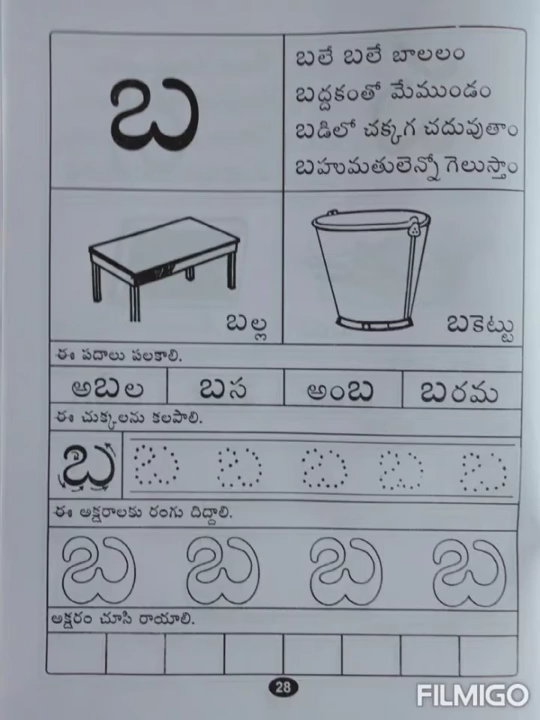 బ
బలే బలే బాలలం
బద్దకంతో మేముండం
బడిలో చక్కగ చదువుతాం
బహుమతులెన్నో గెలుస్తాం
బల్ల
బకెట్టు
ఈ పదాలు పలకాలి.
అబల బస అంబ బరమ
ఈ చుక్కలను కలపాలి.
బ బ బ బ బ బ
ఈ అక్షరాలకు రంగు దిద్దాలి.
బ బ బ బ
అక్షరం చూసి రాయాలి.
28
FILMIGO